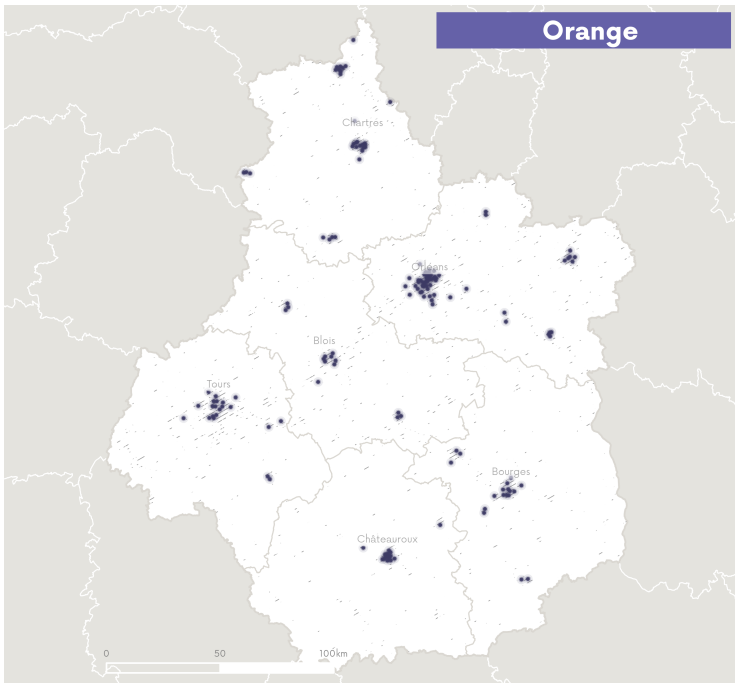 Orange
Chartres
Orléans
Blois
Tours
Bourges
Châteauroux
0 50 100km